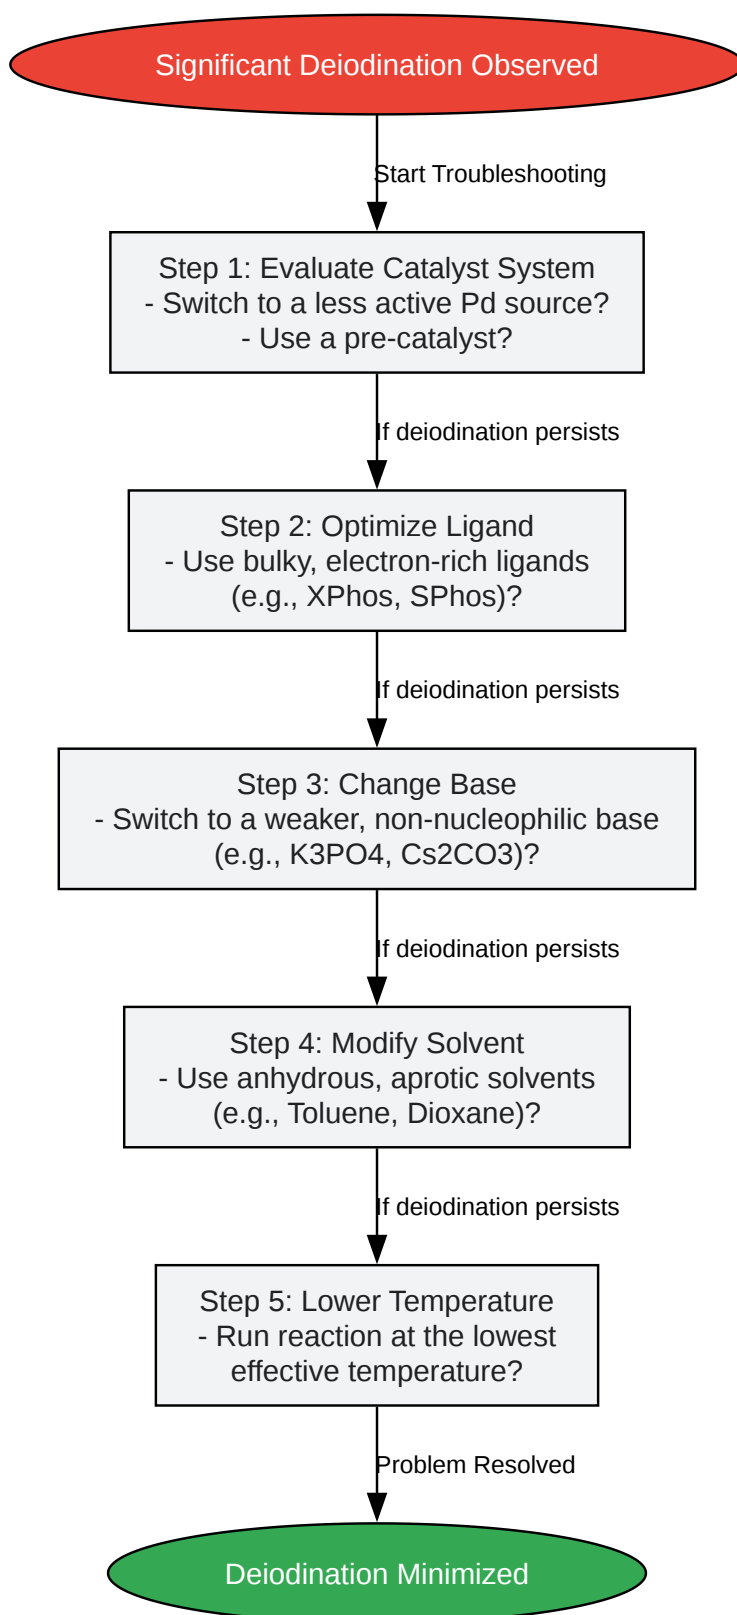 Significant Deiodination Observed
Start Troubleshooting
Step 1: Evaluate Catalyst System
- Switch to a less active Pd source?
- Use a pre-catalyst?
If deiodination persists
Step 2: Optimize Ligand
- Use bulky, electron-rich ligands
(e.g., XPhos, SPhos)?
If deiodination persists
Step 3: Change Base
- Switch to a weaker, non-nucleophilic base
(e.g., K3PO4, Cs2CO3)?
If deiodination persists
Step 4: Modify Solvent
- Use anhydrous, aprotic solvents
(e.g., Toluene, Dioxane)?
If deiodination persists
Step 5: Lower Temperature
- Run reaction at the lowest
effective temperature?
Problem Resolved
Deiodination Minimized